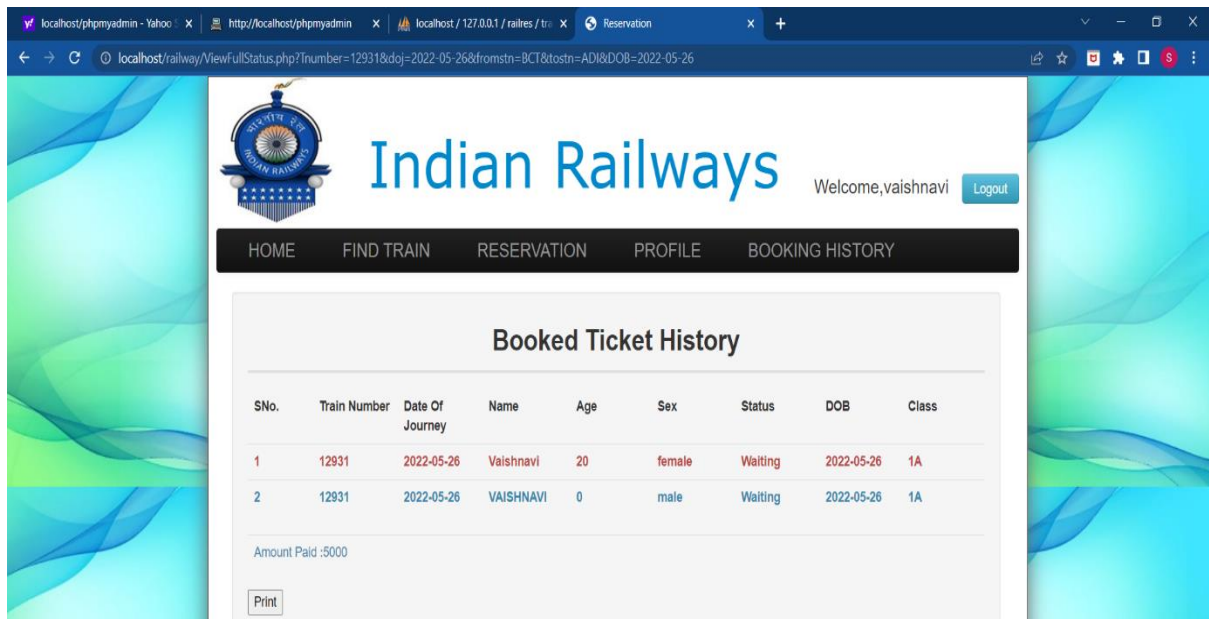 localhost/phpmyadmin - Yahoo
http://localhost/phpmyadmin
localhost / 127.0.0.1 / railres / tra
Reservation
localhost/railway/ViewFullStatus.php?Tnumber=12931&doj=2022-05-26&fromstn=BCT&tostn=ADI&DOB=2022-05-26
S
भारतीय रेल
INDIAN RAILWAYS
Indian Railways
Welcome,vaishnavi Logout
HOME FIND TRAIN RESERVATION PROFILE BOOKING HISTORY
Booked Ticket History
SNo. Train Number Date Of Journey Name Age Sex Status DOB Class
1 12931 2022-05-26 Vaishnavi 20 female Waiting 2022-05-26 1A
2 12931 2022-05-26 VAISHNAVI 0 male Waiting 2022-05-26 1A
Amount Paid :5000
Print